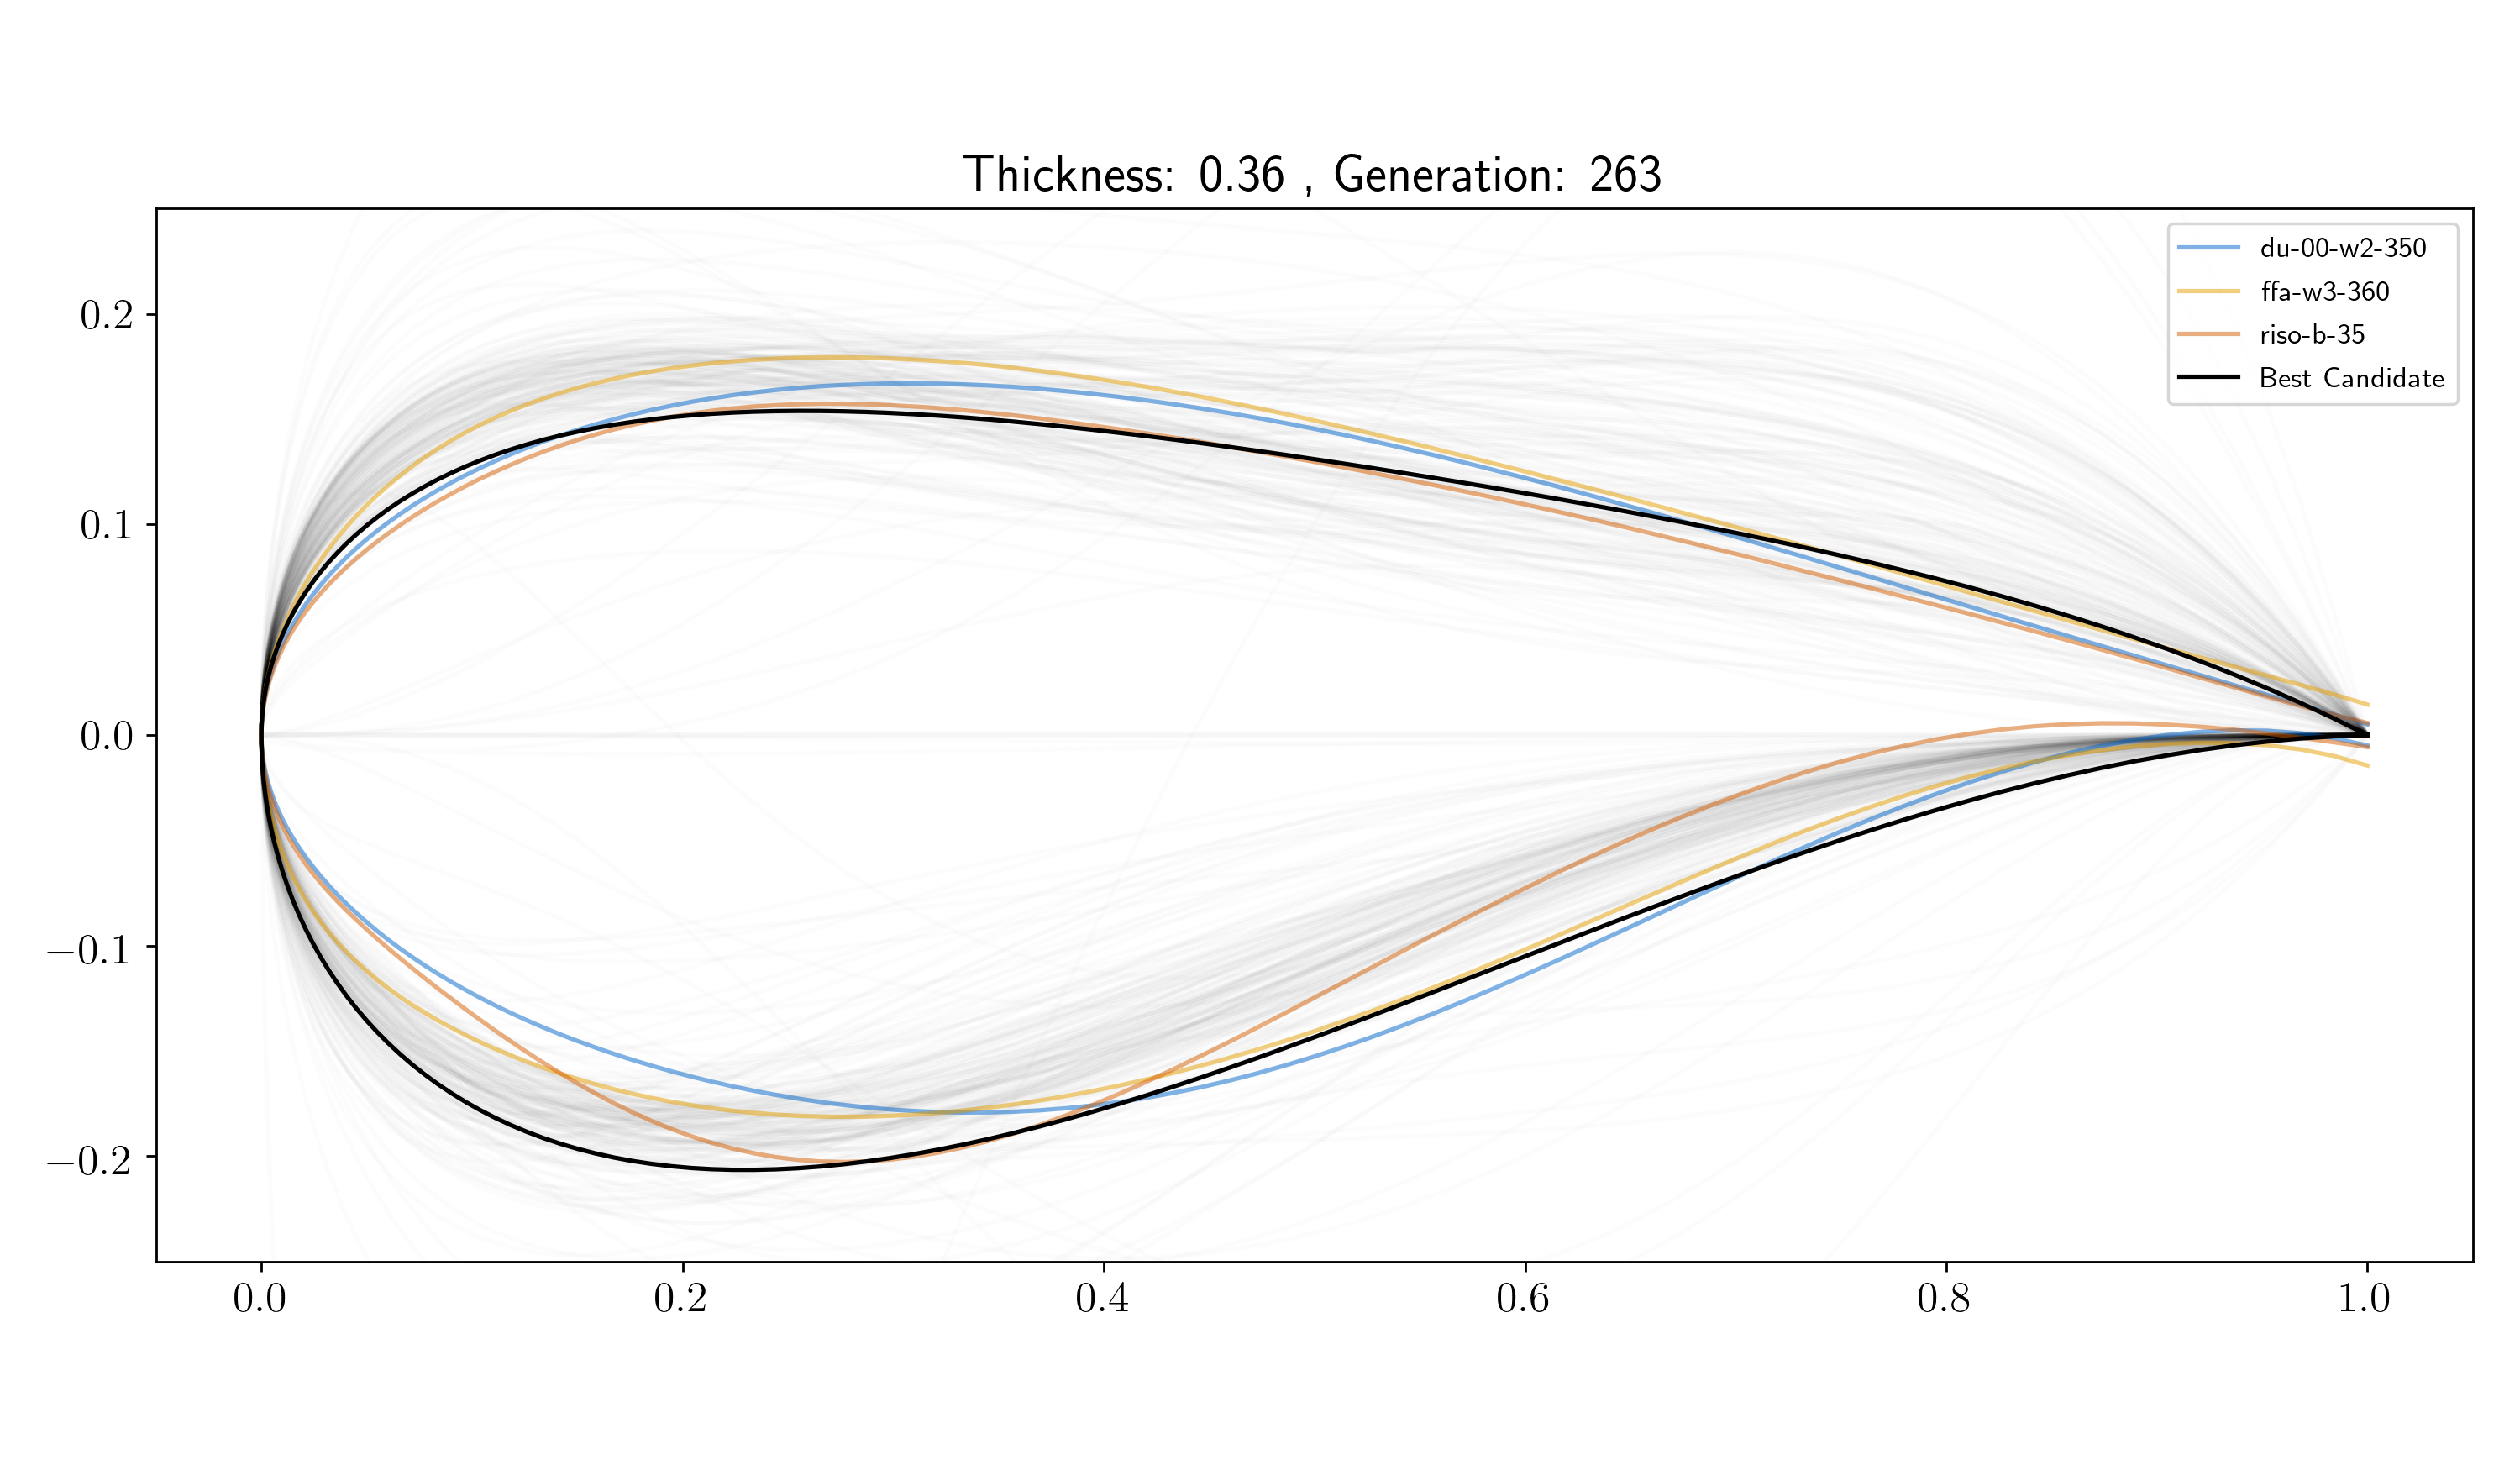 Thickness: 0.36 , Generation: 263
du-00-w2-350
ffa-w3-360
riso-b-35
Best Candidate
0.2
0.1
0.0
−0.1
−0.2
0.0 0.2 0.4 0.6 0.8 1.0